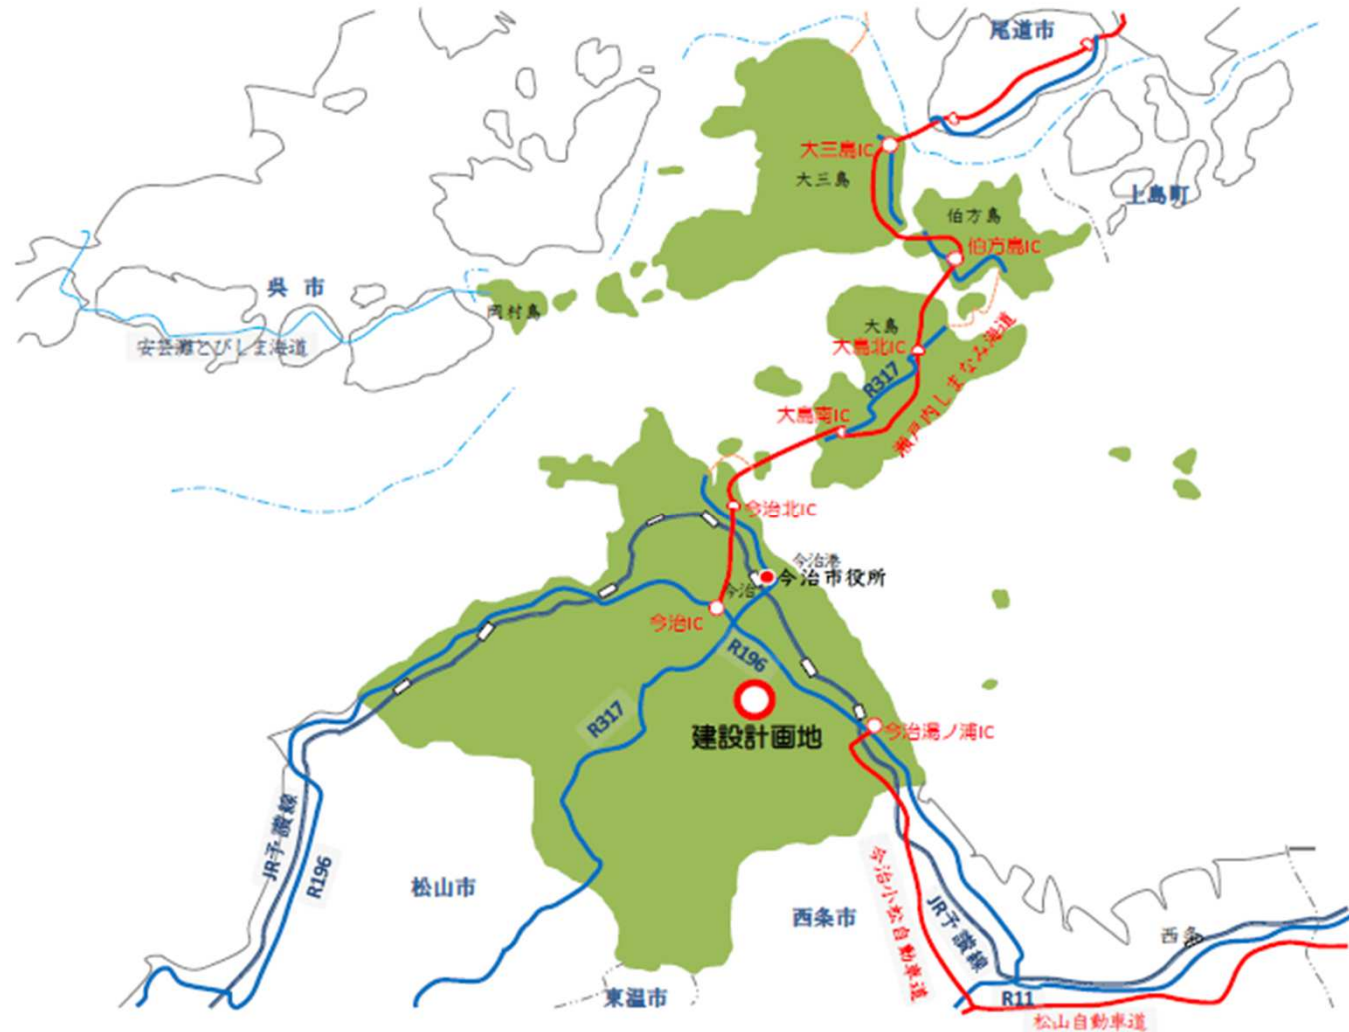 尾道市
大三島IC
大三島
上島町
伯方島
伯方島IC
呉 市
岡村島
安芸灘とびしま海道
大島
大島北IC
R317
瀬戸内しまなみ海道
大島南IC
今治北IC
今治港
今治市役所
今治
今治IC
R196
R317
建設計画地
今治湯ノ浦IC
JR予讃線
R196
松山市
西条市
今治小松自動車道
JR予讃線
西条
東温市
R11
松山自動車道